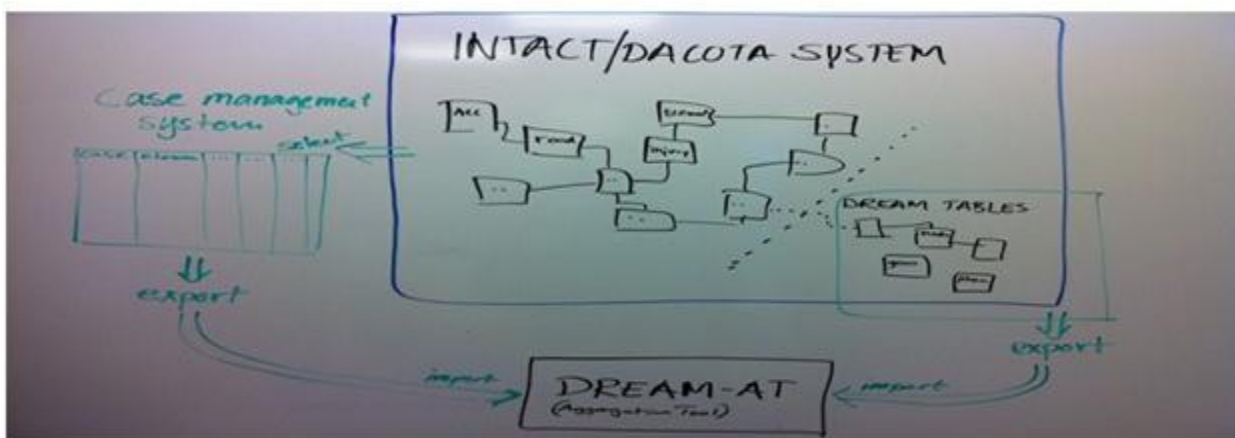 INTACT/DACOTA SYSTEM
Case management
system
select
case
..
..
Acc
road
injury
..
..
..
..
..
..
DREAM TABLES
export
export
import
import
DREAM-AT
(Aggregation Tool)